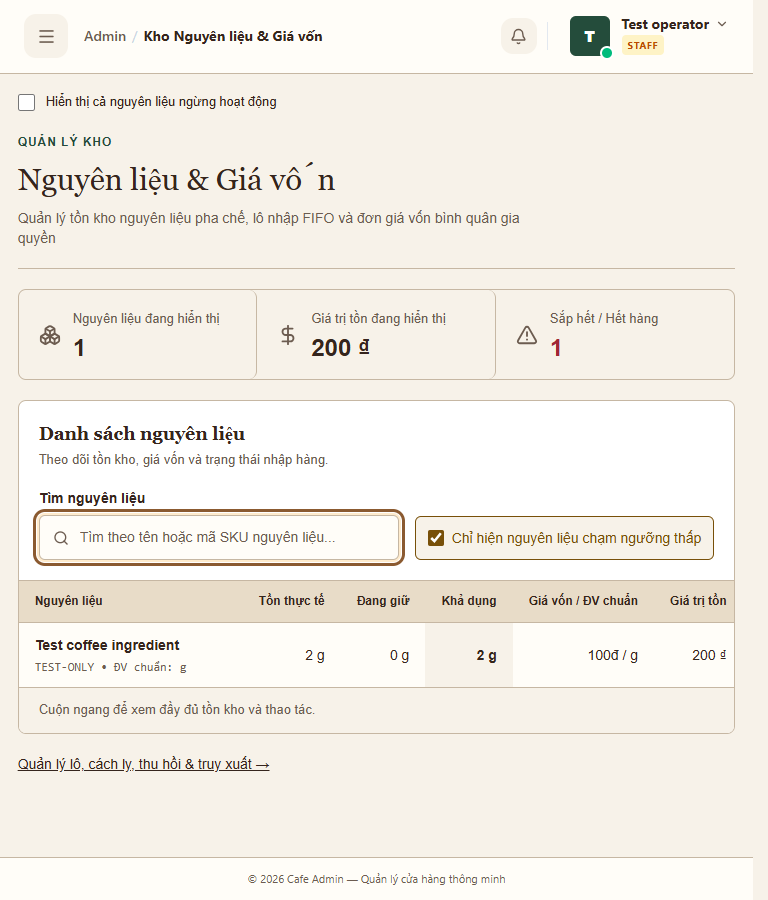 Admin / Kho Nguyên liệu & Giá vốn
T
Test operator
STAFF
Hiển thị cả nguyên liệu ngừng hoạt động
QUẢN LÝ KHO
Nguyên liệu & Giá vốn
Quản lý tồn kho nguyên liệu pha chế, lô nhập FIFO và đơn giá vốn bình quân gia
quyền
Nguyên liệu đang hiển thị
1
Giá trị tồn đang hiển thị
200 ₫
Sắp hết / Hết hàng
1
Danh sách nguyên liệu
Theo dõi tồn kho, giá vốn và trạng thái nhập hàng.
Tìm nguyên liệu
Tìm theo tên hoặc mã SKU nguyên liệu...
Chỉ hiện nguyên liệu chạm ngưỡng thấp
Nguyên liệu Tồn thực tế Đang giữ Khả dụng Giá vốn / ĐV chuẩn Giá trị tồn
Test coffee ingredient
TEST-ONLY • ĐV chuẩn: g
2 g 0 g 2 g 100đ / g 200 ₫
Cuộn ngang để xem đầy đủ tồn kho và thao tác.
Quản lý lô, cách ly, thu hồi & truy xuất →
© 2026 Cafe Admin — Quản lý cửa hàng thông minh